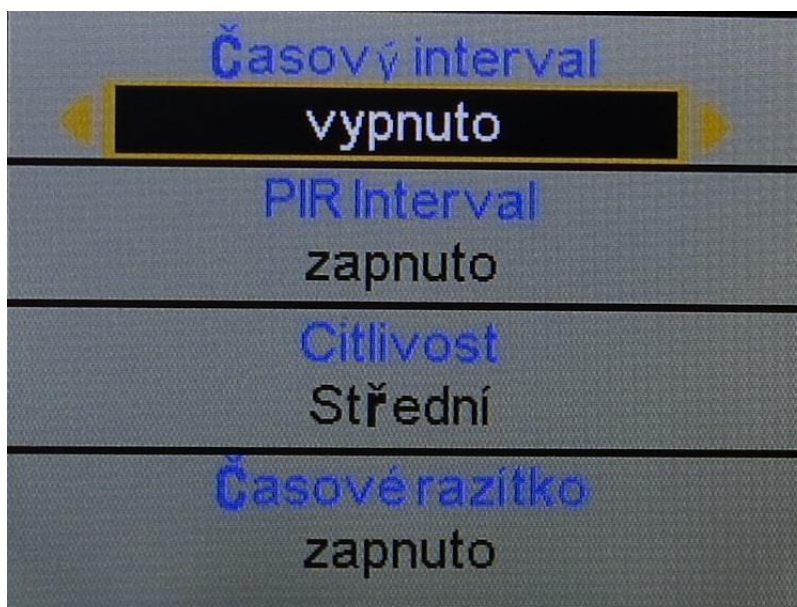 Časový interval
vypnuto
PIR Interval
zapnuto
Citlivost
Střední
Časové razítko
zapnuto